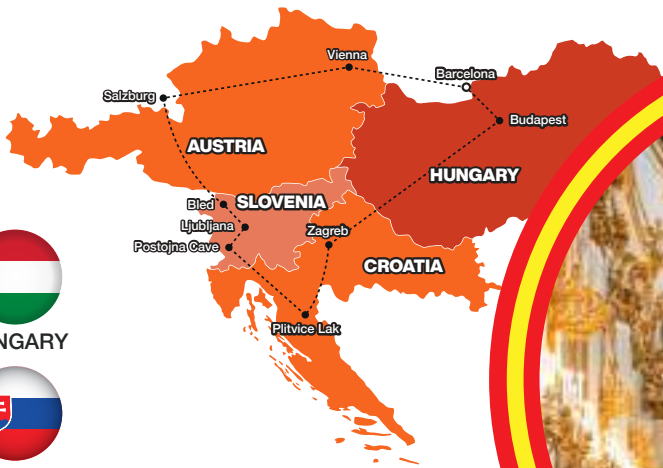 Vienna
Barcelona
Salzburg
Budapest
AUSTRIA
HUNGARY
Bled
SLOVENIA
Ljubljana
Zagreb
Postojna Cave
CROATIA
Plitvice Lak
NGARY